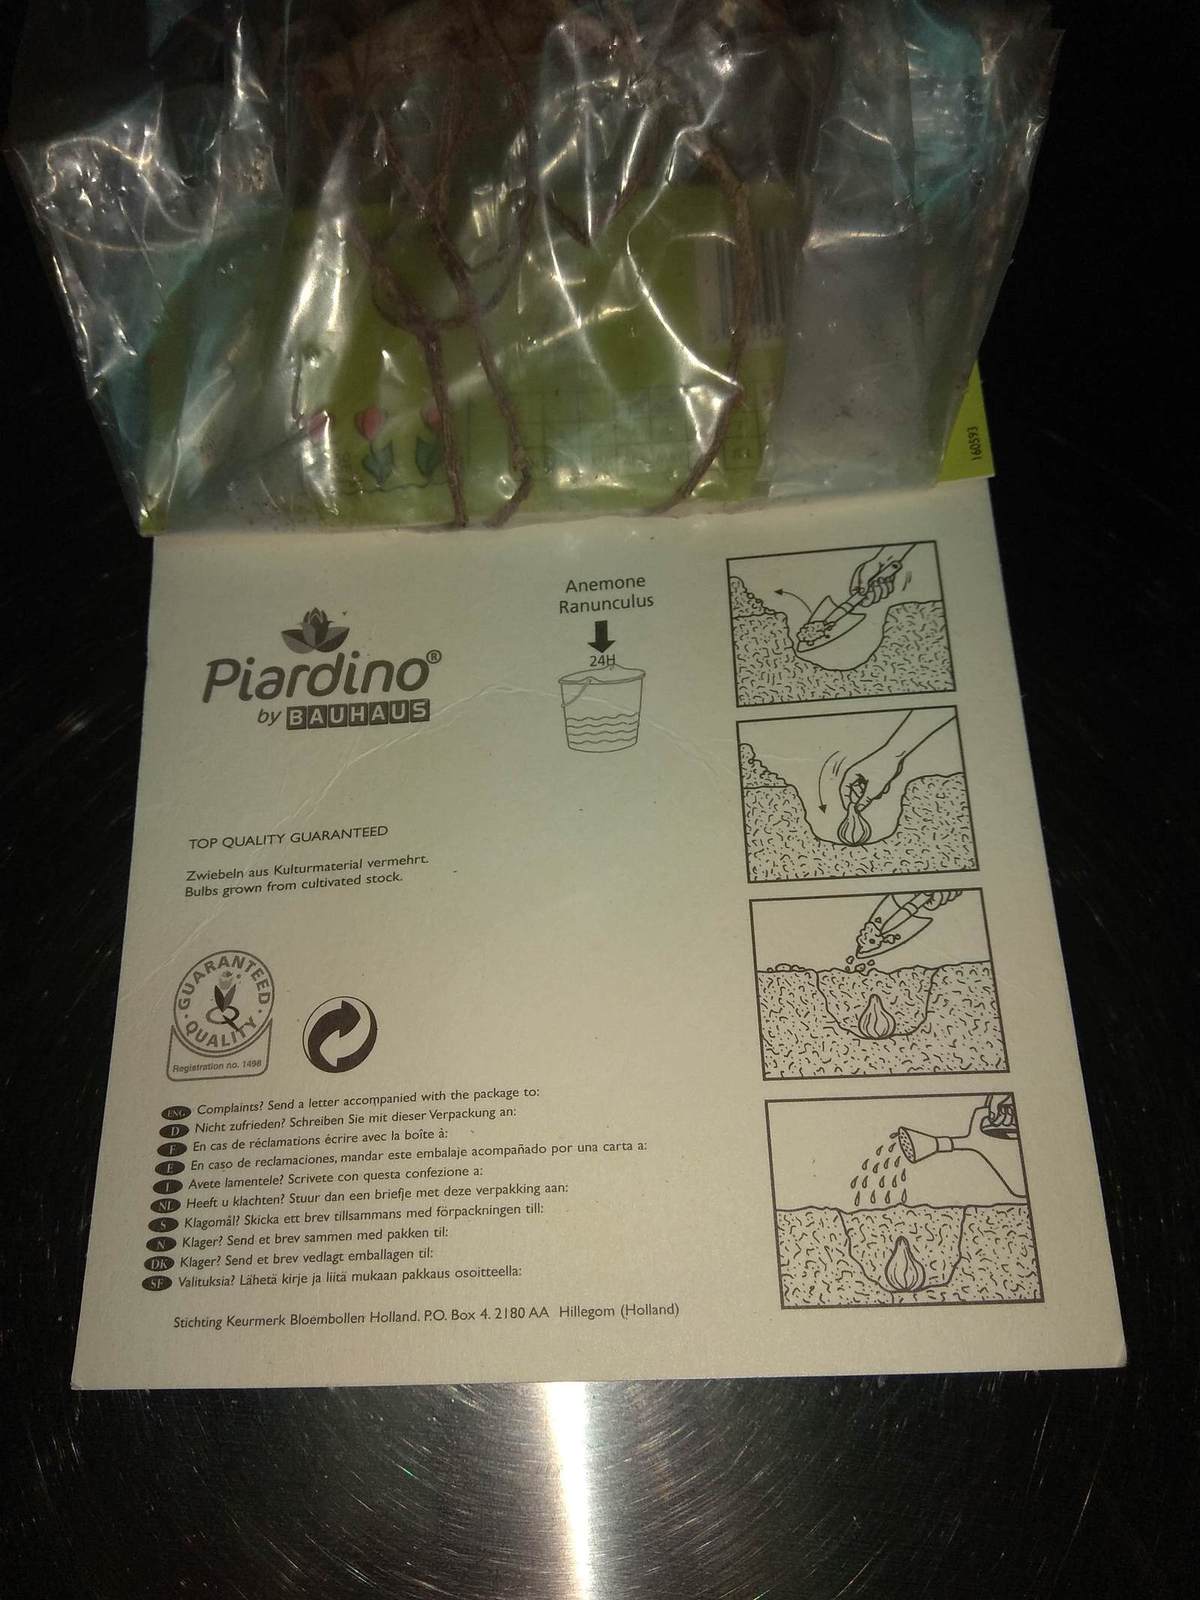 160593
Piardino®
by BAUHAUS
Anemone
Ranunculus
24H
TOP QUALITY GUARANTEED
Zwiebeln aus Kulturmaterial vermehrt.
Bulbs grown from cultivated stock.
GUARANTEED
QUALITY
Registration no. 1498
ENG Complaints? Send a letter accompanied with the package to:
D Nicht zufrieden? Schreiben Sie mit dieser Verpackung an:
F En cas de réclamations écrire avec la boîte à:
E En caso de reclamaciones, mandar este embalaje acompañado por una carta a:
I Avete lamentele? Scrivete con questa confezione a:
NL Heeft u klachten? Stuur dan een briefje met deze verpakking aan:
S Klagomål? Skicka ett brev tillsammans med förpackningen till:
N Klager? Send et brev sammen med pakken til:
DK Klager? Send et brev vedlagt emballagen til:
SF Valituksia? Lähetä kirje ja liitä mukaan pakkaus osoitteella:
Stichting Keurmerk Bloembollen Holland. P.O. Box 4. 2180 AA Hillegom (Holland)